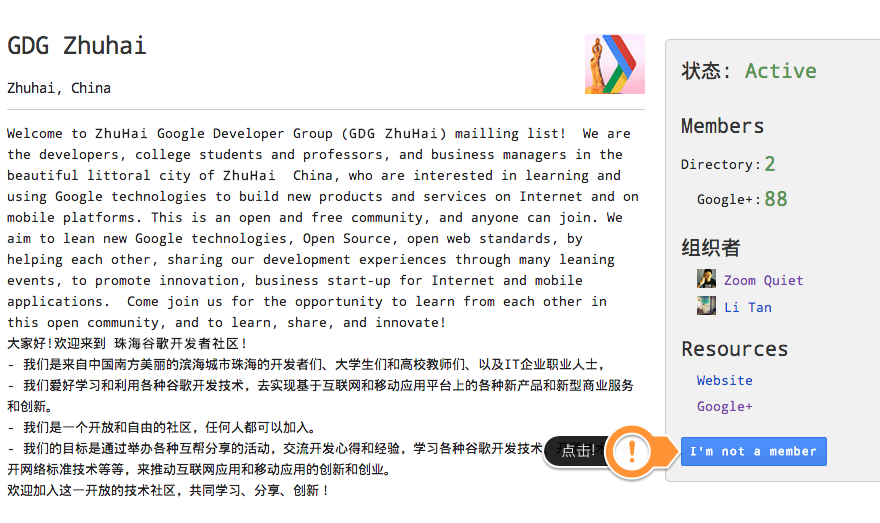 GDG Zhuhai
Zhuhai, China
Welcome to ZhuHai Google Developer Group (GDG ZhuHai) mailling list!  We are
the developers, college students and professors, and business managers in the
beautiful littoral city of ZhuHai  China, who are interested in learning and
using Google technologies to build new products and services on Internet and on
mobile platforms. This is an open and free community, and anyone can join. We
aim to lean new Google technologies, Open Source, open web standards, by
helping each other, sharing our development experiences through many leaning
events, to promote innovation, business start-up for Internet and mobile
applications.  Come join us for the opportunity to learn from each other in
this open community, and to learn, share, and innovate!
大家好!欢迎来到 珠海谷歌开发者社区!
- 我们是来自中国南方美丽的滨海城市珠海的开发者们、大学生们和高校教师们、以及IT企业职业人士,
- 我们爱好学习和利用各种谷歌开发技术,去实现基于互联网和移动应用平台上的各种新产品和新型商业服务
和创新。
- 我们是一个开放和自由的社区,任何人都可以加入。
- 我们的目标是通过举办各种互帮分享的活动,交流开发心得和经验,学习各种谷歌开发技术、
开网络标准技术等等,来推动互联网应用和移动应用的创新和创业。
欢迎加入这一开放的技术社区,共同学习、分享、创新！
状态: Active
Members
Directory: 2
Google+: 88
组织者
Zoom Quiet
Li Tan
Resources
Website
Google+
点击!
!
I'm not a member